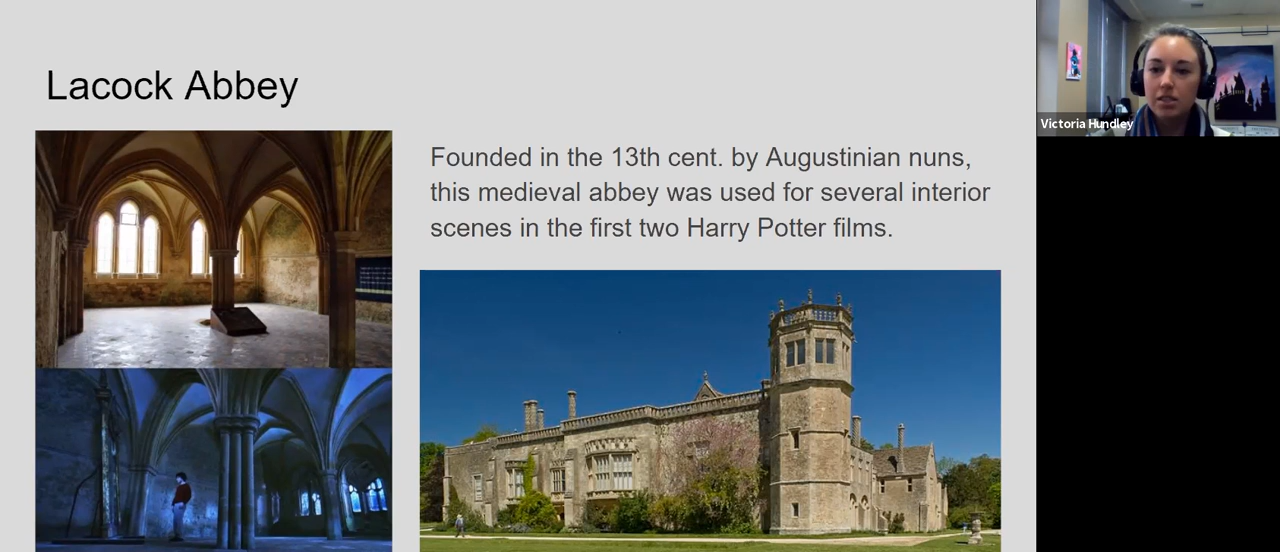 Lacock Abbey
Founded in the 13th cent. by Augustinian nuns,
this medieval abbey was used for several interior
scenes in the first two Harry Potter films.
Victoria Hundley